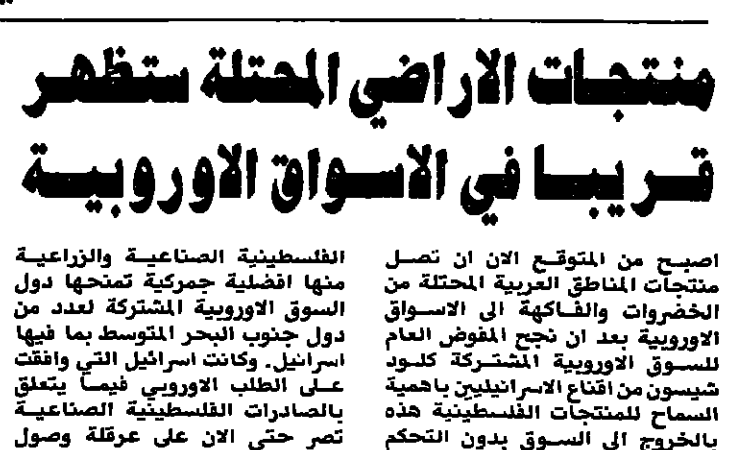 منتجات الاراضي المحتلة ستظهر
قريبا في الاسواق الاوروبية
اصبح من المتوقع الان ان تصل
منتجات المناطق العربية المحتلة من
الخضروات والفاكهة الى الاسواق
الاوروبية بعد ان نجح المفوض العام
للسوق الاوروبية المشتركة كلود
شيسون من اقناع الاسرائيليين باهمية
السماح للمنتجات الفلسطينية هذه
بالخروج الى السوق بدون التحكم
الفلسطينية الصناعية والزراعية
منها افضلية جمركية تمنحها دول
السوق الاوروبية المشتركة لعدد من
دول جنوب البحر المتوسط بما فيها
اسرائيل. وكانت اسرائيل التي وافقت
على الطلب الاوروبي فيما يتعلق
بالصادرات الفلسطينية الصناعية
تصر حتى الان على عرقلة وصول